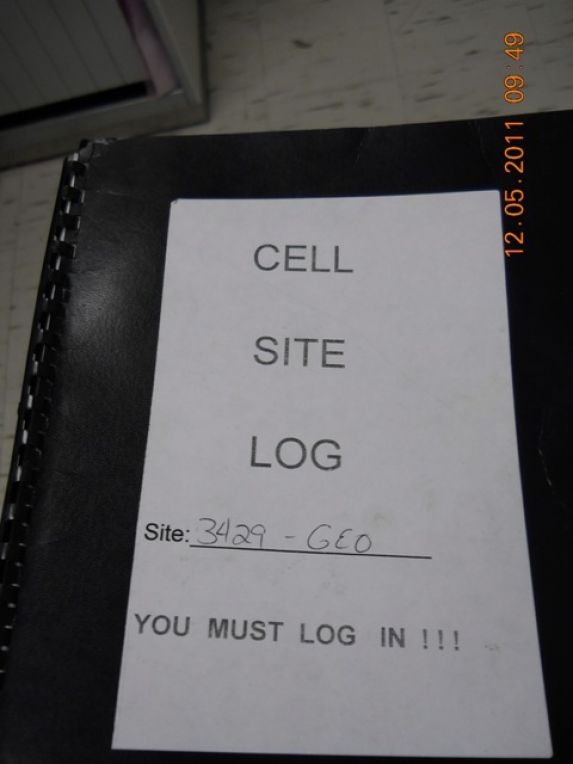 CELL
SITE
LOG
Site: 3429 - GEO
YOU MUST LOG IN !!!
12.05.2011 09:49